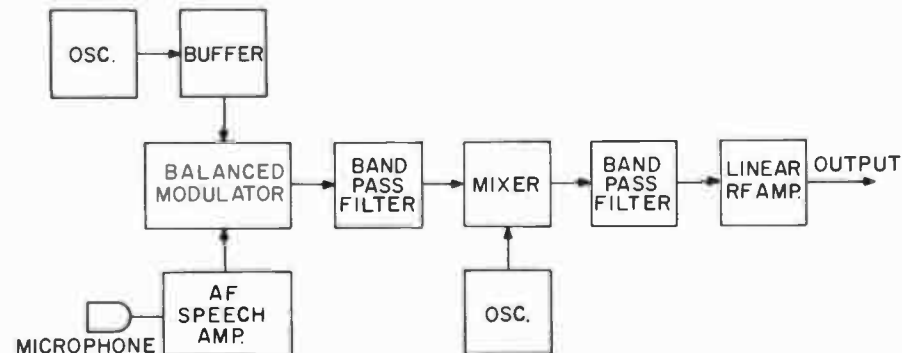 OSC.
BUFFER
BALANCED
MODULATOR
BAND
PASS
FILTER
MIXER
BAND
PASS
FILTER
LINEAR
RF AMP.
OUTPUT
AF
SPEECH
AMP.
MICROPHONE
OSC.